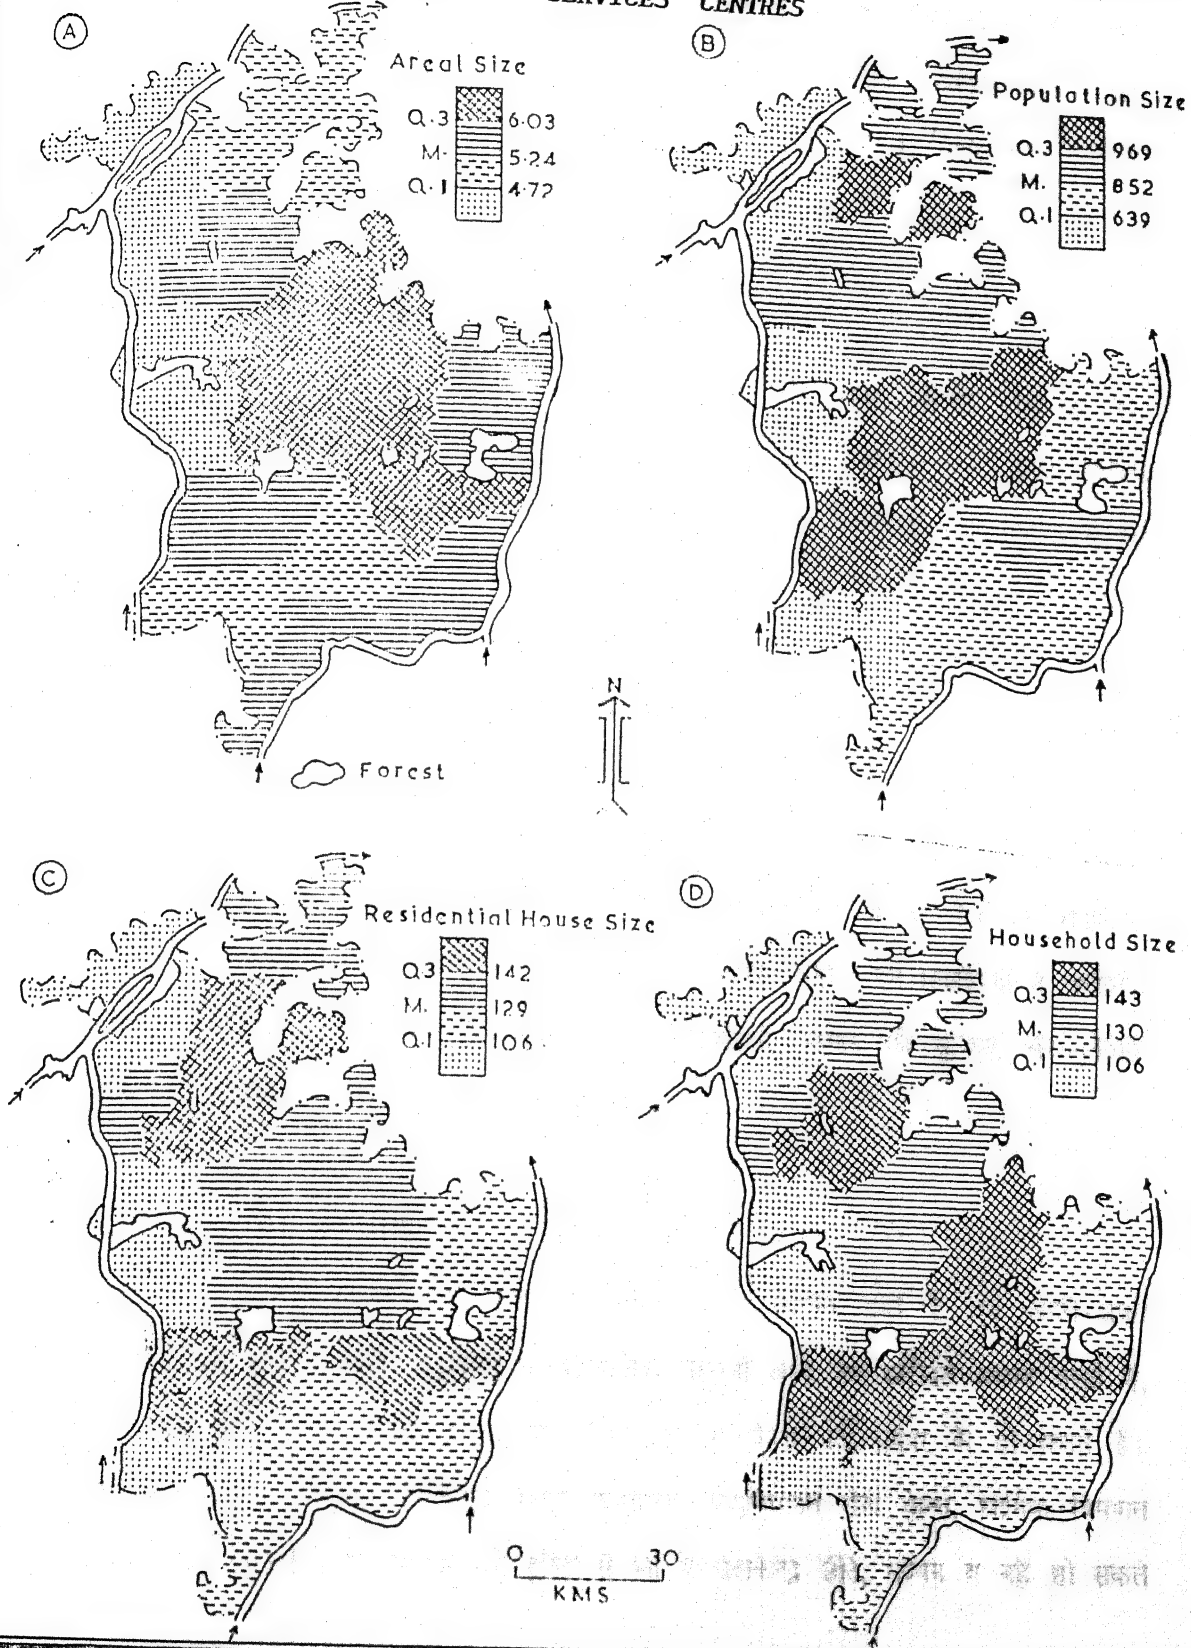 SERVICES CENTRES
A
Areal Size
Q.3 6.03
M. 5.24
Q.1 4.72
B
Population Size
Q.3 969
M. 852
Q.1 639
Forest
N
C
Residential House Size
Q.3 142
M. 129
Q.1 106
D
Household Size
Q.3 143
M. 130
Q.1 106
0 30
KMS